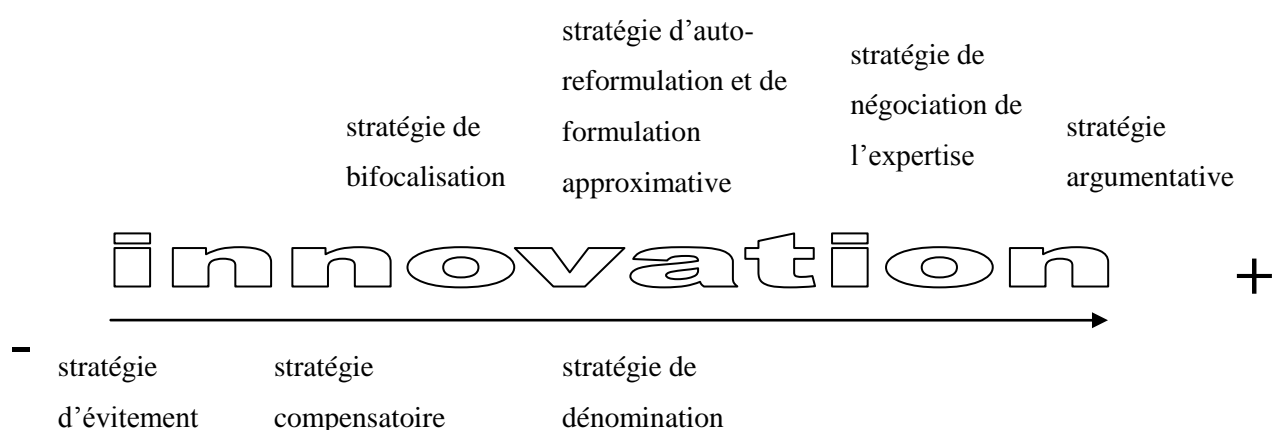 stratégie d’auto-
reformulation et de
formulation
approximative
stratégie de
négociation de
l’expertise
stratégie de
bifocalisation
stratégie
argumentative
innovation
+
-
stratégie
d’évitement
stratégie
compensatoire
stratégie de
dénomination